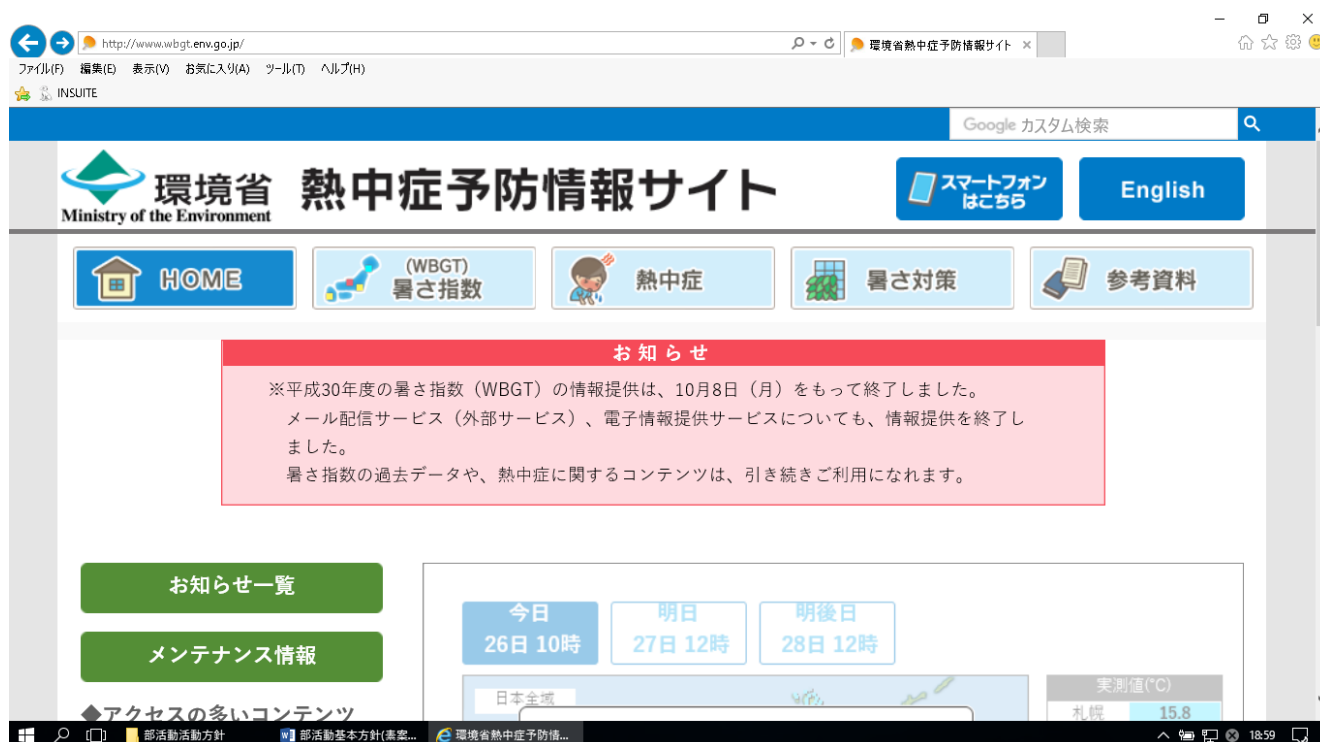 http://www.wbgt.env.go.jp/
環境省熱中症予防情報サイト
ファイル(F) 編集(E) 表示(V) お気に入り(A) ツール(T) ヘルプ(H)
INSUITE
Google カスタム検索
環境省
Ministry of the Environment
熱中症予防情報サイト
スマートフォン
はこちら
English
HOME
(WBGT)
暑さ指数
熱中症
暑さ対策
参考資料
お知らせ
※平成30年度の暑さ指数（WBGT）の情報提供は、10月8日（月）をもって終了しました。
メール配信サービス（外部サービス）、電子情報提供サービスについても、情報提供を終了し
ました。
暑さ指数の過去データや、熱中症に関するコンテンツは、引き続きご利用になれます。
お知らせ一覧
メンテナンス情報
◆アクセスの多いコンテンツ
今日
26日 10時
明日
27日 12時
明後日
28日 12時
日本全域
実測値(°C)
札幌 15.8
部活動活動方針
部活動基本方針(素案...
環境省熱中症予防情...
18:59